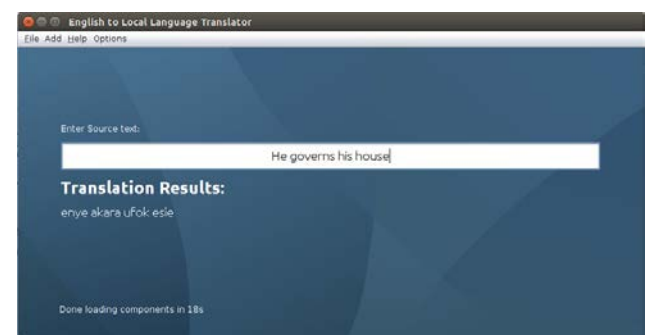 English to Local Language Translator
File Add Help Options
Enter Source text:
He governs his house
Translation Results:
enye akara ufok esie
Done loading components in 18s